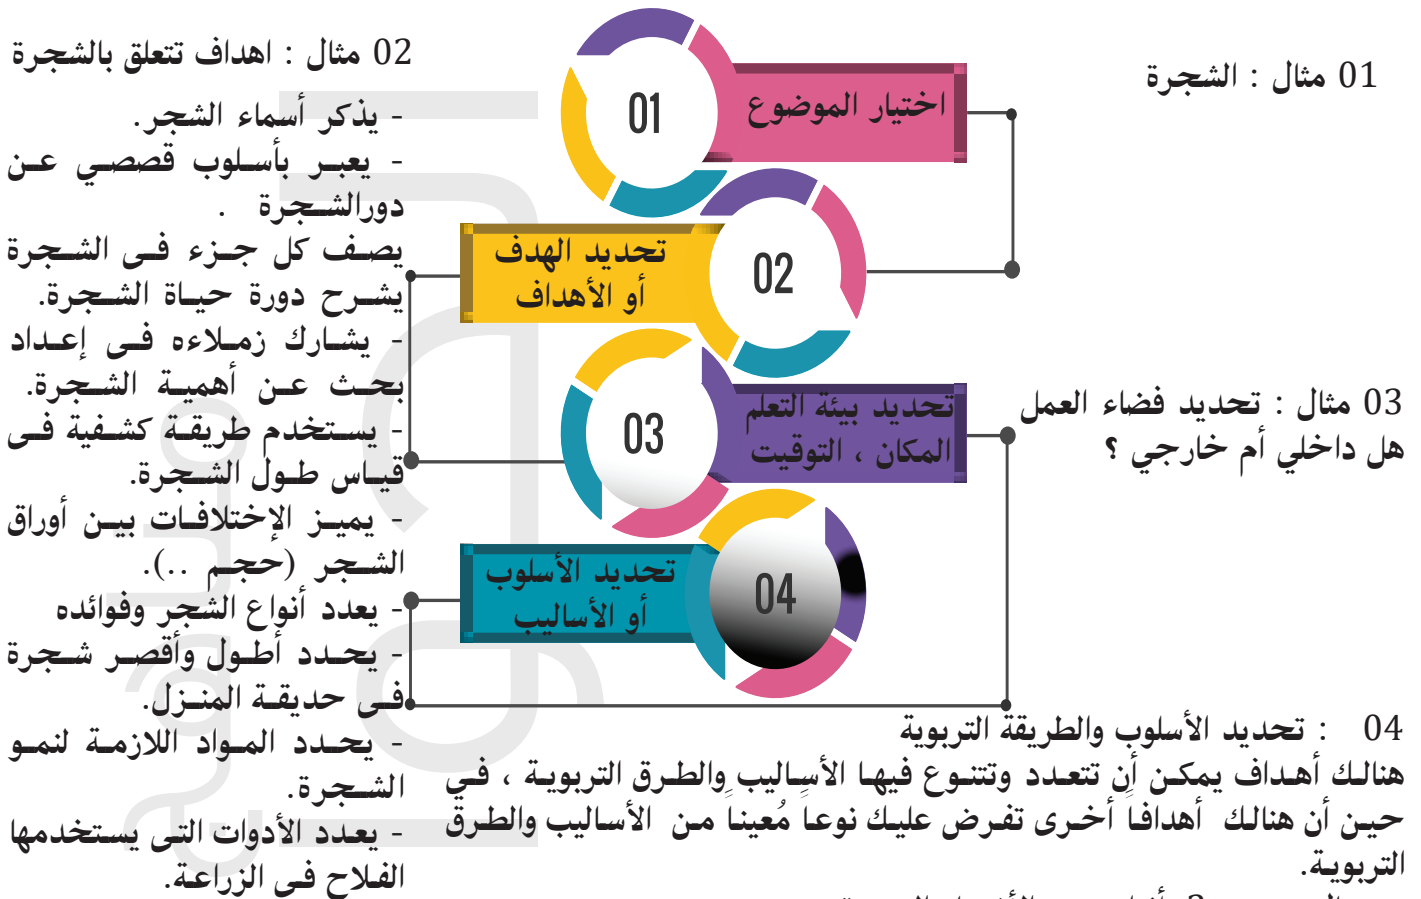 01 مثال : الشجرة
01
اختيار الموضوع
02 مثال : اهداف تتعلق بالشجرة
- يذكر أسماء الشجر.
- يعبر بأسلوب قصصي عن
دورالشجرة .
يصف كل جزء فى الشجرة
يشرح دورة حياة الشجرة.
- يشارك زملاءه فى إعداد
بحث عن أهمية الشجرة.
- يستخدم طريقة كشفية فى
قياس طول الشجرة.
- يميز الإختلافات بين أوراق
الشجر (حجم ..).
- يعدد أنواع الشجر وفوائده
- يحدد أطول وأقصر شجرة
فى حديقة المنزل.
- يحدد المواد اللازمة لنمو
الشجرة.
- يعدد الأدوات التى يستخدمها
الفلاح فى الزراعة.
02
تحديد الهدف
أو الأهداف
03
تحديد بيئة التعلم
المكان ، التوقيت
03 مثال : تحديد فضاء العمل
هل داخلي أم خارجي ؟
04
تحديد الأسلوب
أو الأساليب
04 : تحديد الأسلوب والطريقة التربوية
هنالك أهداف يمكن أن تتعدد وتتنوع فيها الأساليب والطرق التربوية ، في
حين أن هنالك أهدافاً أخرى تفرض عليك نوعا مُعيناً من الأساليب والطرق
التربوية.